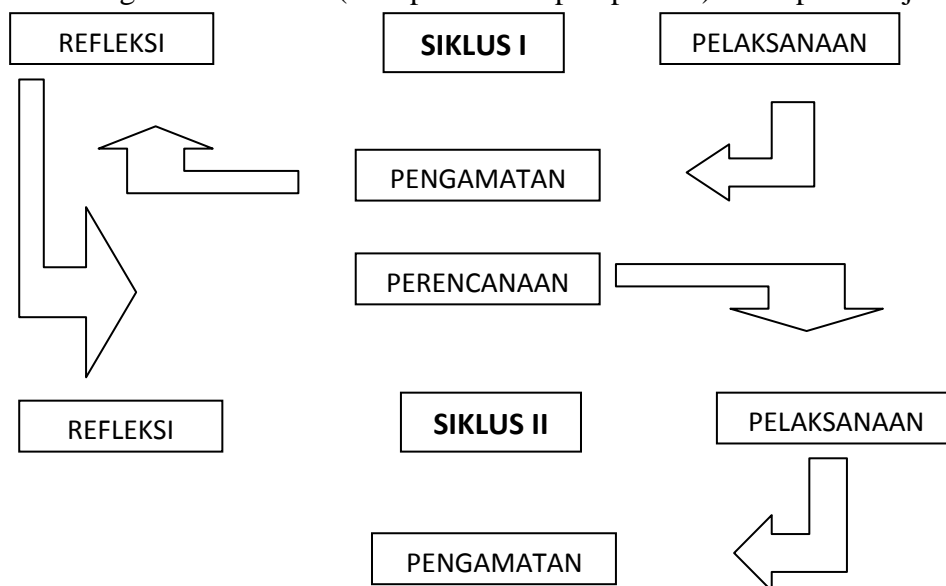 REFLEKSI SIKLUS I PELAKSANAAN
PENGAMATAN
PERENCANAAN
REFLEKSI SIKLUS II PELAKSANAAN
PENGAMATAN